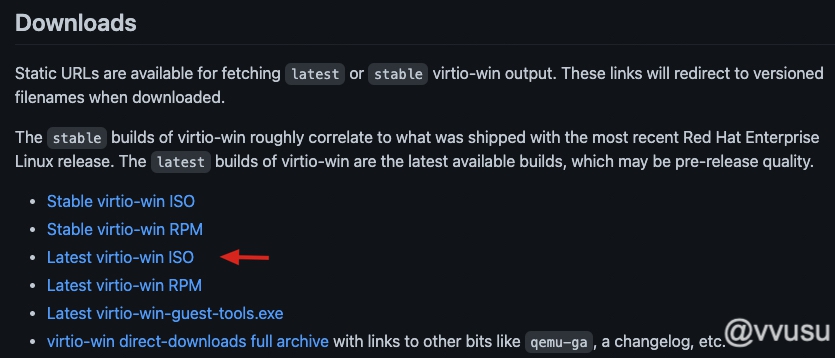 Downloads
Static URLs are available for fetching latest or stable virtio-win output. These links will redirect to versioned
filenames when downloaded.
The stable builds of virtio-win roughly correlate to what was shipped with the most recent Red Hat Enterprise
Linux release. The latest builds of virtio-win are the latest available builds, which may be pre-release quality.
• Stable virtio-win ISO
• Stable virtio-win RPM
• Latest virtio-win ISO
• Latest virtio-win RPM
• Latest virtio-win-guest-tools.exe
• virtio-win direct-downloads full archive with links to other bits like qemu-ga, a changelog, etc.
@vvusu